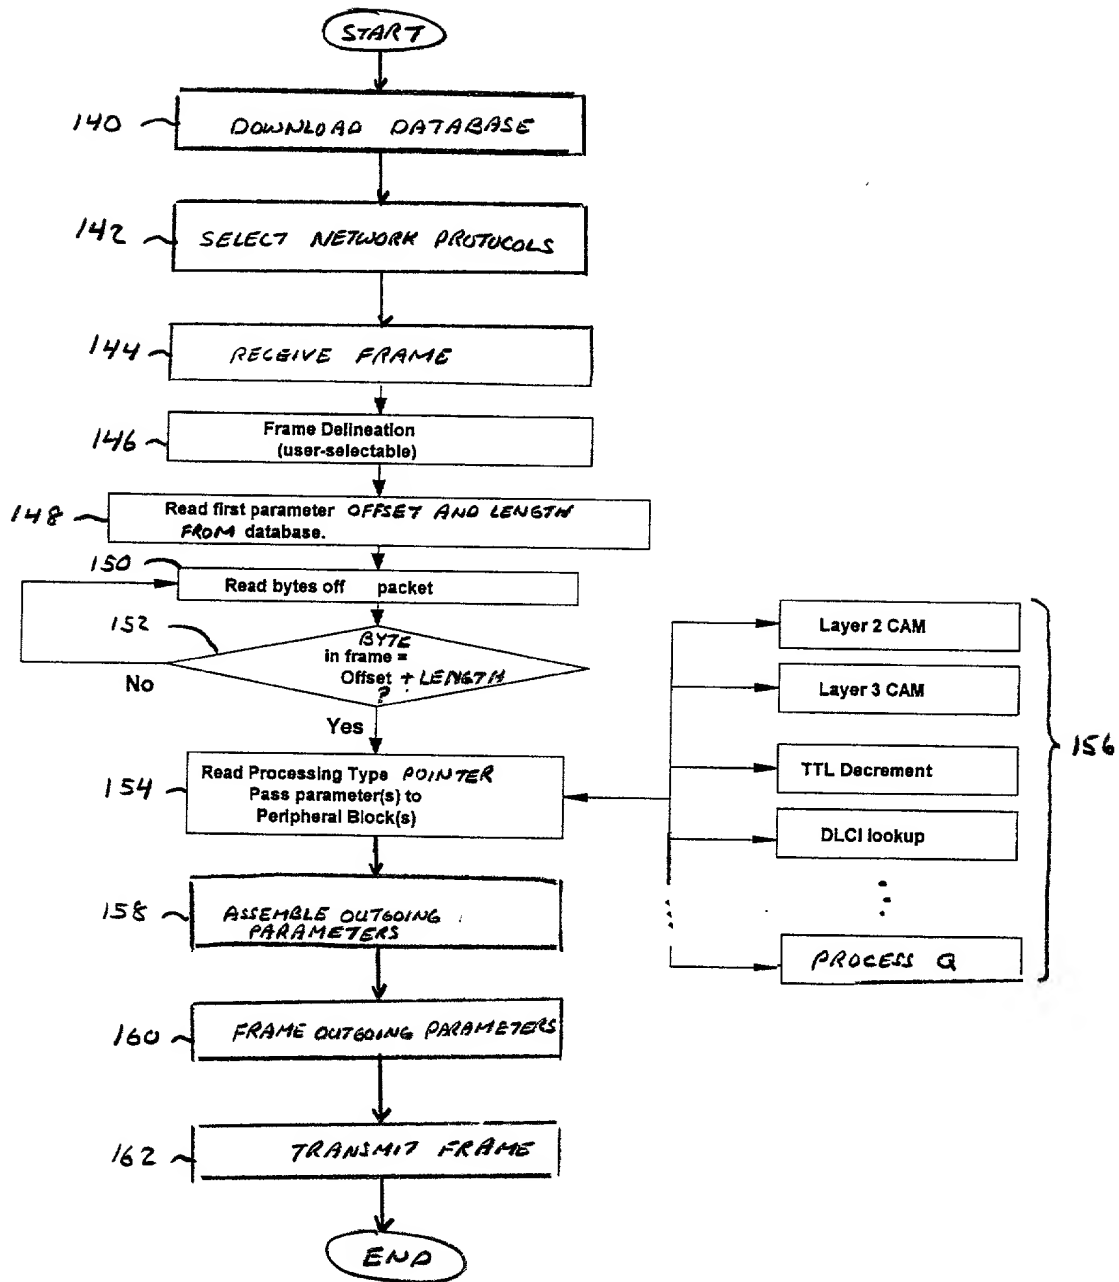 START
140
DOWNLOAD DATABASE
142
SELECT NETWORK PROTOCOLS
144
RECEIVE FRAME
146
Frame Delineation
(user-selectable)
148
Read first parameter OFFSET AND LENGTH
FROM database.
150
Read bytes off packet
152
BYTE
in frame =
Offset + LENGTH
?
No
Yes
154
Read Processing Type POINTER
Pass parameter(s) to
Peripheral Block(s)
Layer 2 CAM
Layer 3 CAM
TTL Decrement
DLCI lookup
PROCESS Q
156
158
ASSEMBLE OUTGOING
PARAMETERS
160
FRAME OUTGOING PARAMETERS
162
TRANSMIT FRAME
END